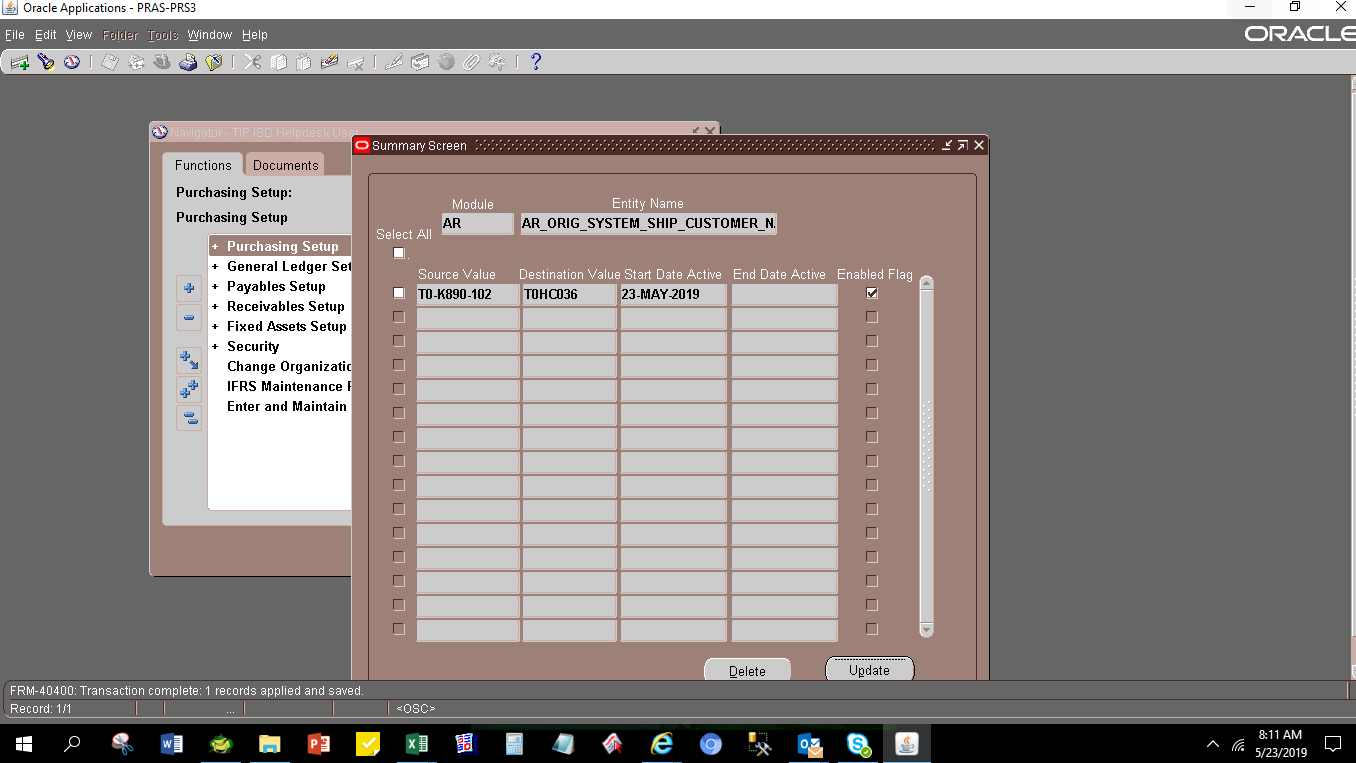 Oracle Applications - PRAS-PRS3
File Edit View Folder Tools Window Help
ORACLE
Navigator - TIP ISD Helpdesk User
Functions Documents
Purchasing Setup:
Purchasing Setup
+ Purchasing Setup
+ General Ledger Set
+ Payables Setup
+ Receivables Setup
+ Fixed Assets Setup
+ Security
Change Organizatio
IFRS Maintenance F
Enter and Maintain
Summary Screen
Module Entity Name
AR AR_ORIG_SYSTEM_SHIP_CUSTOMER_N.
Select All
Source Value Destination Value Start Date Active End Date Active Enabled Flag
T0-K890-102 T0HC036 23-MAY-2019
Delete Update
FRM-40400: Transaction complete: 1 records applied and saved.
Record: 1/1 ... <OSC>
8:11 AM
5/23/2019